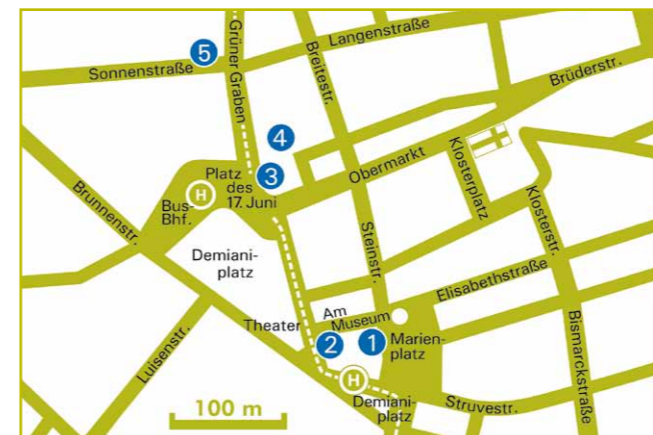 5
Sonnenstraße
Grüner Graben
Langenstraße
Breitestr.
Brüderstr.
4
3
Platz
des
17. Juni
H
Bus-
Bhf.
Brunnenstr.
Obermarkt
Klosterplatz
Demiani-
platz
Steinstr.
Klosterstr.
Elisabethstraße
Luisenstr.
Theater
Am
Museum
2
1
Marien-
platz
Bismarckstraße
H
Demiani-
platz
Struvestr.
100 m